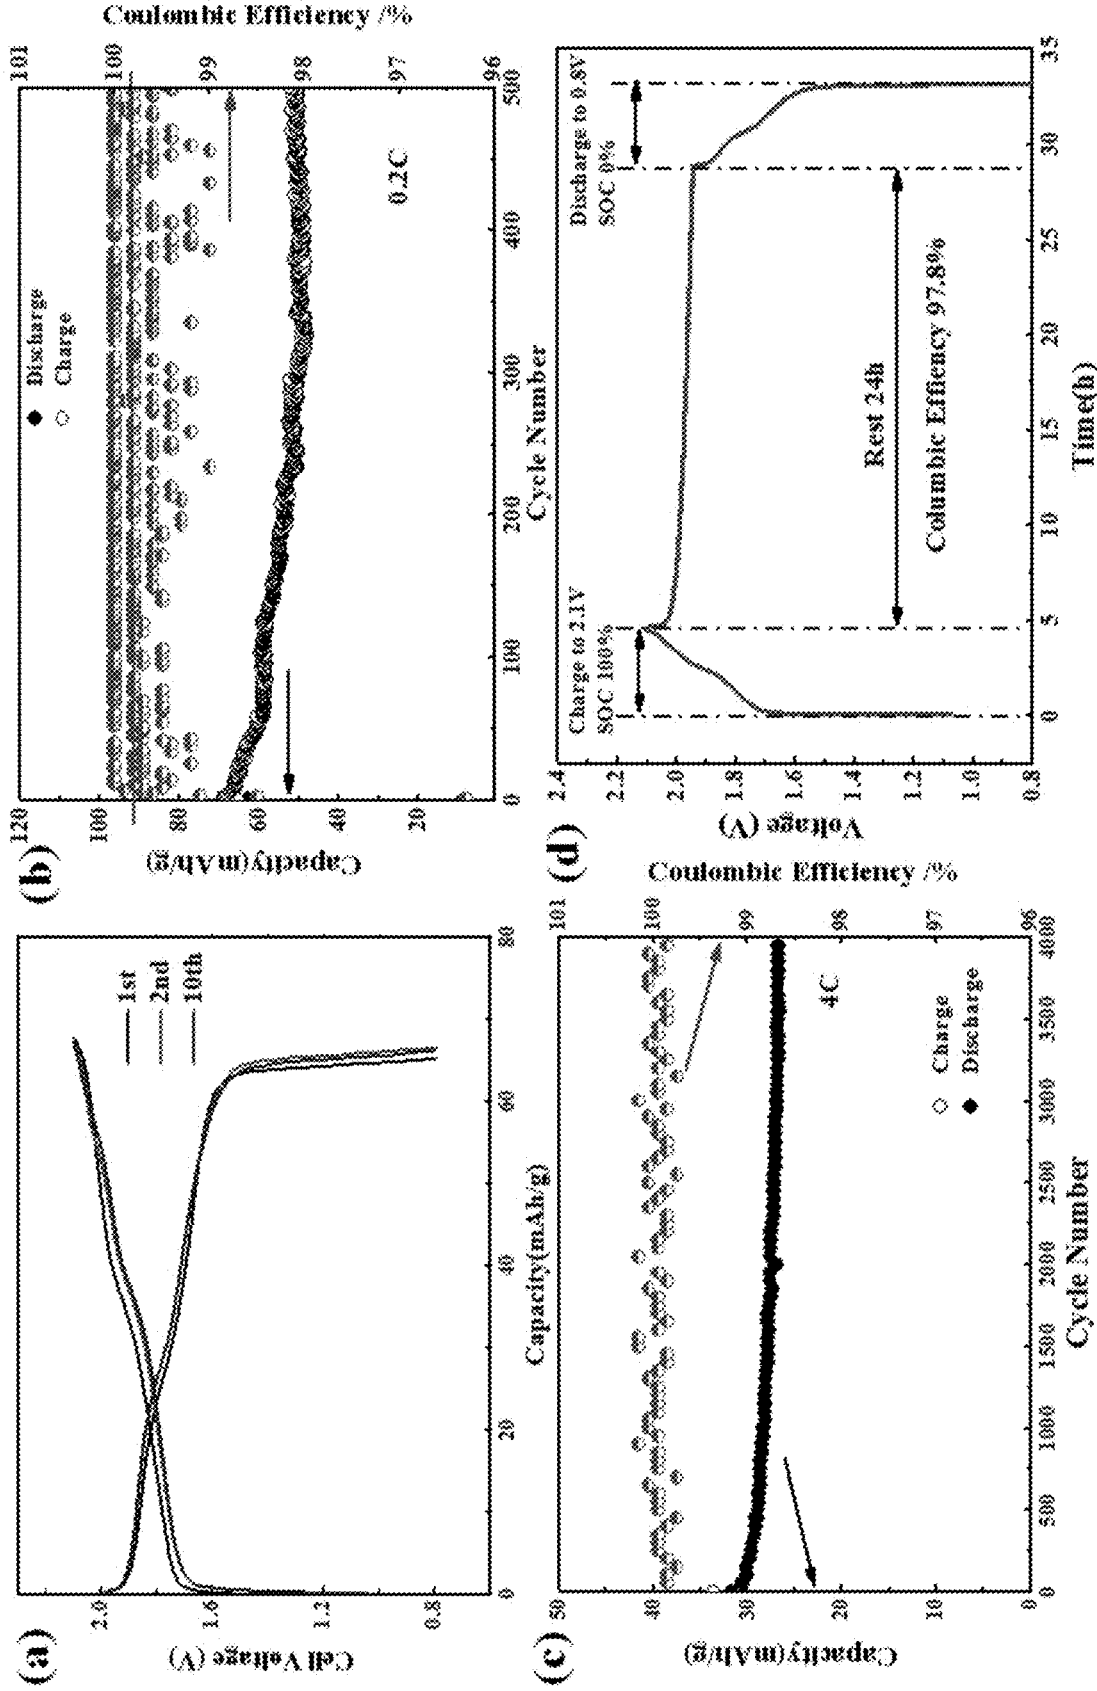 (a)
Cell Voltage (V)
2.0
1.6
1.2
0.8
0
20
40
60
80
Capacity(mAh/g)
1st
2nd
10th
(b)
Capacity(mAh/g)
120
100
80
60
40
20
0
100
200
300
400
500
Cycle Number
Coulombic Efficiency /%
101
100
99
98
97
96
Discharge
Charge
0.2C
(c)
Capacity(mAh/g)
50
40
30
20
10
0
0
500
1000
1500
2000
2500
3000
3500
4000
Cycle Number
Coulombic Efficiency /%
101
100
99
98
97
96
4C
Charge
Discharge
(d)
Voltage (V)
2.4
2.2
2.0
1.8
1.6
1.4
1.2
1.0
0.8
0
5
10
15
20
25
30
35
Time(h)
Charge to 2.1V
SOC 100%
Discharge to 0.8V
SOC 0%
Rest 24h
Columbic Effiency 97.8%